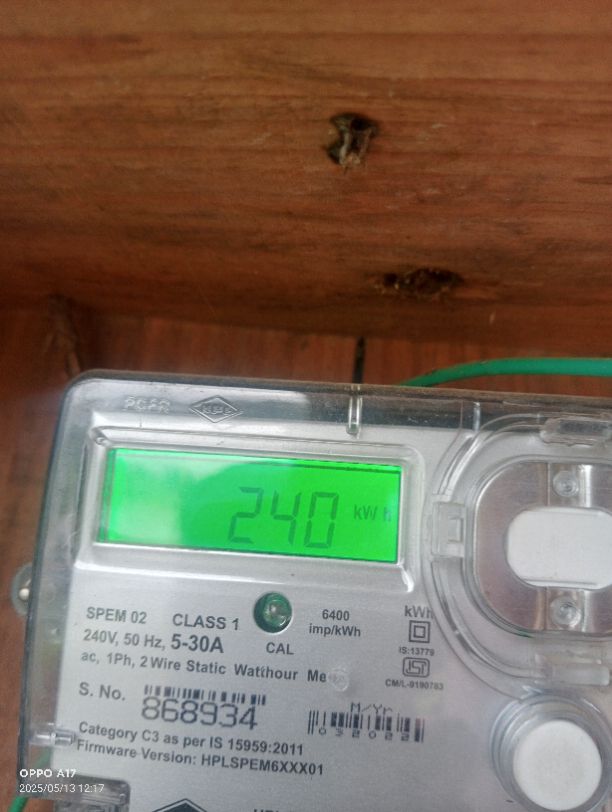 HPL
240 kWh
SPEM 02 CLASS 1
6400 imp/kWh
kWh
240V, 50 Hz, 5-30A
CAL
IS:13779
ac, 1Ph, 2 Wire Static Watthour
CM/L-9190783
S. No. 868934
M/Yr
032022
Category C3 as per IS 15959:2011
Firmware Version: HPLSPEM6XXX01
OPPO A17
2025/05/13 12:17